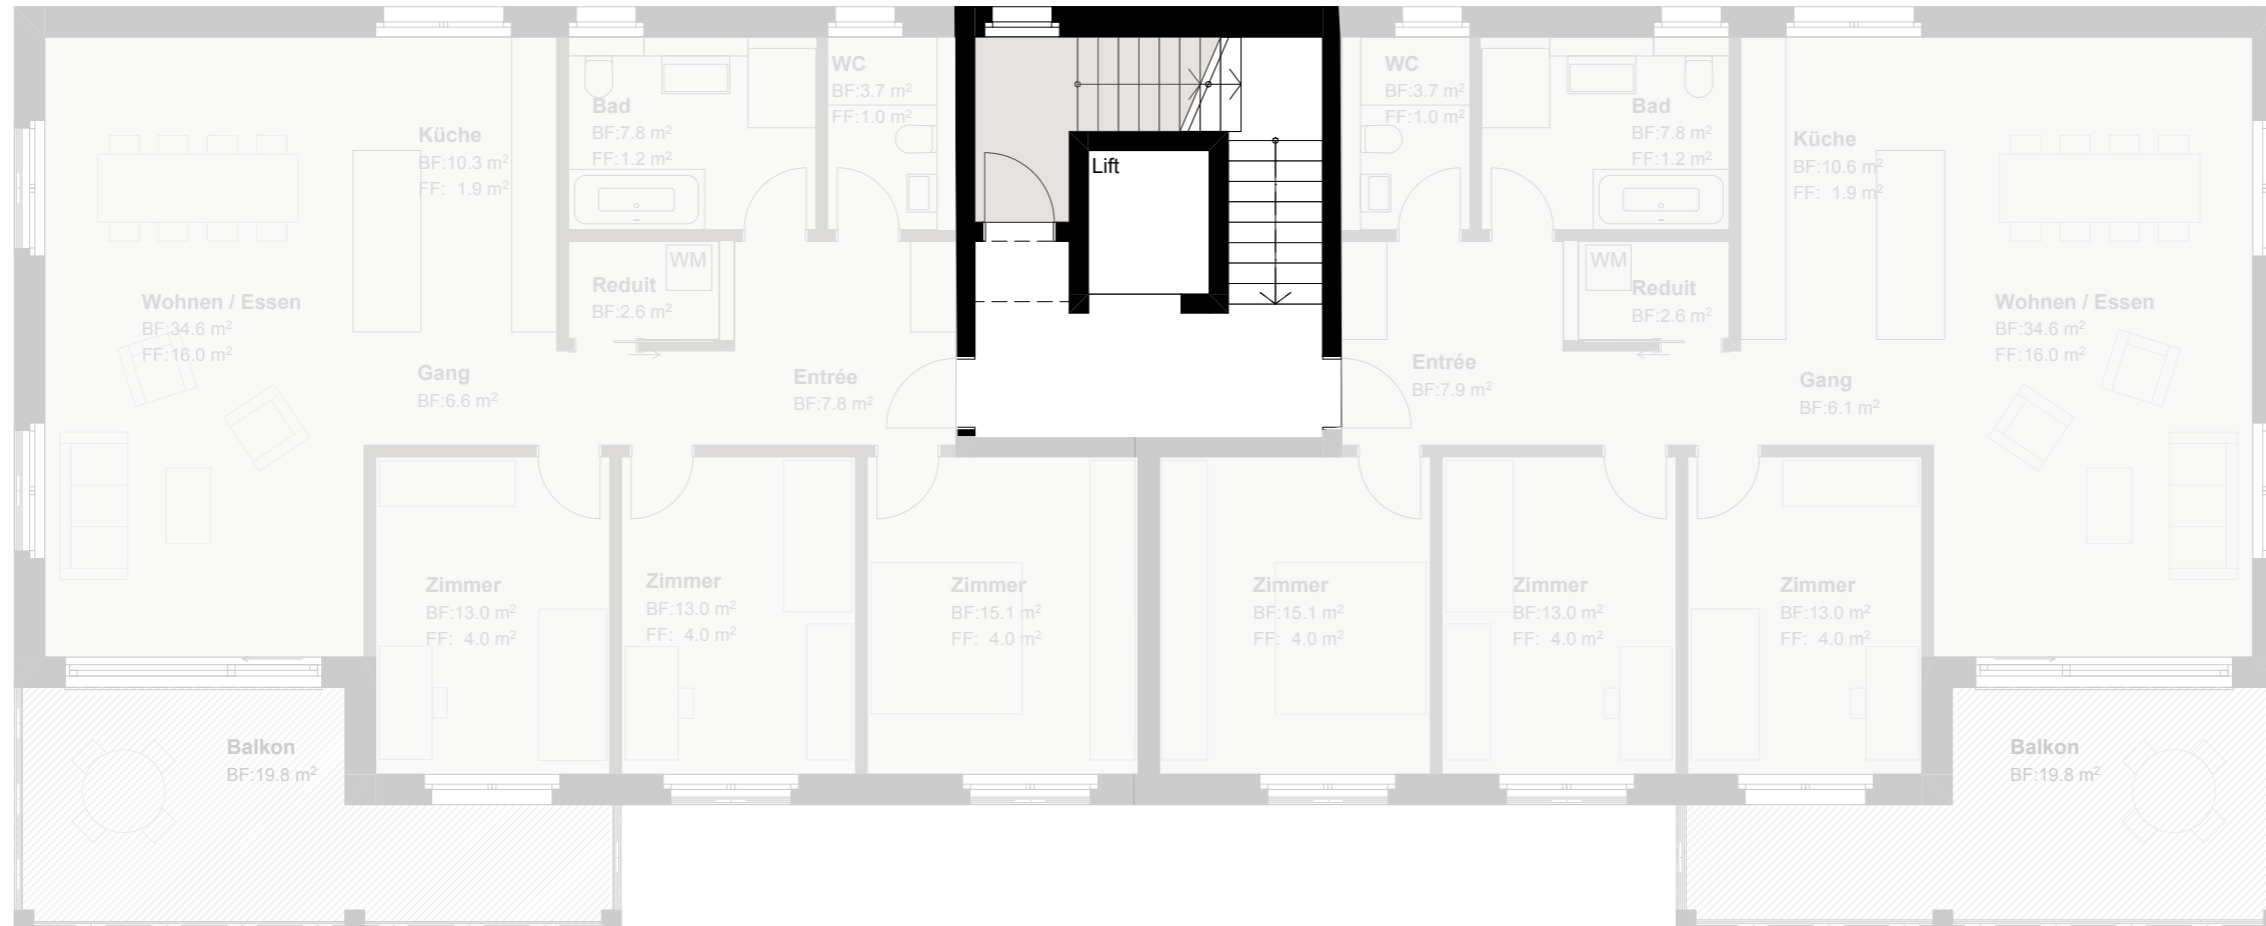 WC
BF:3.7 m²
FF:1.0 m²
WC
BF:3.7 m²
FF:1.0 m²
Bad
BF:7.8 m²
FF:1.2 m²
Bad
BF:7.8 m²
FF:1.2 m²
Küche
BF:10.3 m²
FF: 1.9 m²
Küche
BF:10.6 m²
FF: 1.9 m²
Lift
WM
WM
Reduit
BF:2.6 m²
Reduit
BF:2.6 m²
Wohnen / Essen
BF:34.6 m²
FF:16.0 m²
Wohnen / Essen
BF:34.6 m²
FF:16.0 m²
Gang
BF:6.6 m²
Entrée
BF:7.8 m²
Entrée
BF:7.9 m²
Gang
BF:6.1 m²
Zimmer
BF:13.0 m²
FF: 4.0 m²
Zimmer
BF:13.0 m²
FF: 4.0 m²
Zimmer
BF:15.1 m²
FF: 4.0 m²
Zimmer
BF:15.1 m²
FF: 4.0 m²
Zimmer
BF:13.0 m²
FF: 4.0 m²
Zimmer
BF:13.0 m²
FF: 4.0 m²
Balkon
BF:19.8 m²
Balkon
BF:19.8 m²